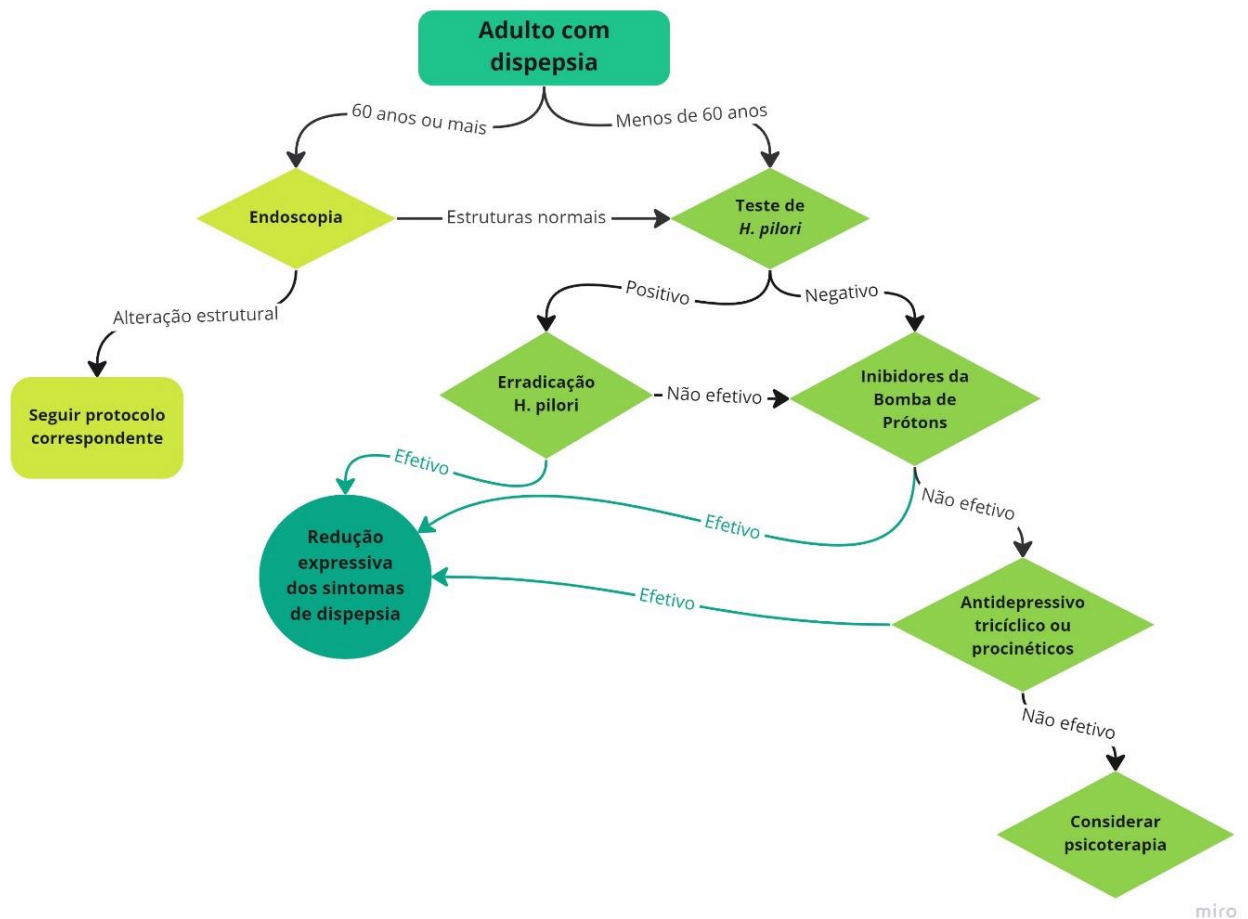 Adulto com
dispepsia
60 anos ou mais
Menos de 60 anos
Endoscopia
Estruturas normais
Teste de
H. pilori
Alteração estrutural
Positivo
Negativo
Seguir protocolo
correspondente
Erradicação
H. pilori
Não efetivo
Inibidores da
Bomba de
Prótons
Efetivo
Efetivo
Não efetivo
Redução
expressiva
dos sintomas
de dispepsia
Efetivo
Antidepressivo
tricíclico ou
procinéticos
Não efetivo
Considerar
psicoterapia
miro